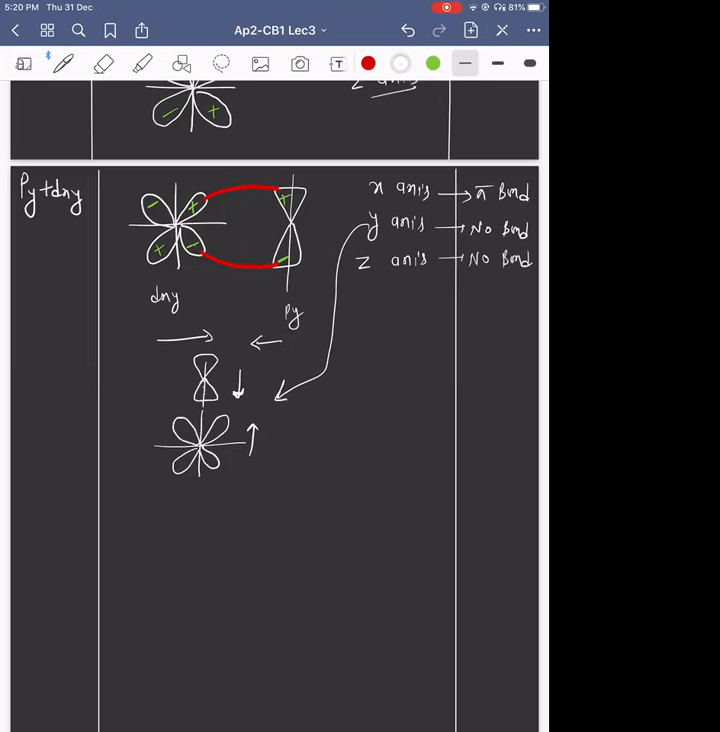 5:20 PM Thu 31 Dec
81%
Ap2-CB1 Lec3
T
z axis
- +
Py + dxy
- +
+ -
+
-
x axis → π Bond
y axis → No Bond
z axis → No Bond
dxy
Py